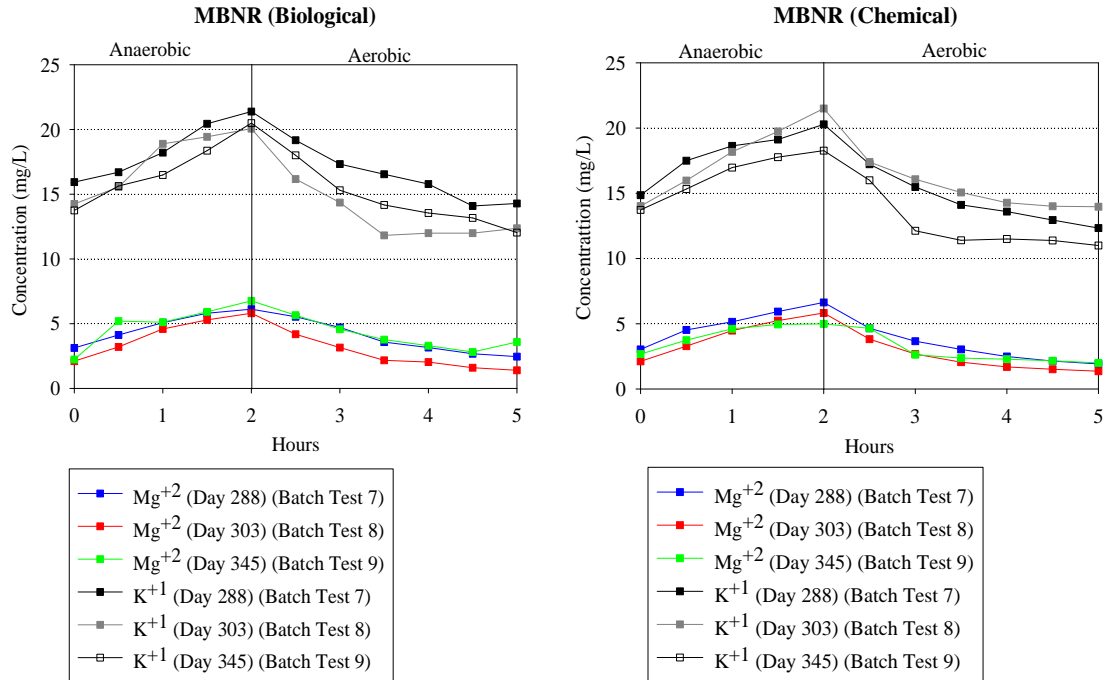 MBNR (Biological)
Anaerobic
Aerobic
25
20
15
10
5
0
Concentration (mg/L)
0 1 2 3 4 5
Hours
Mg+2 (Day 288) (Batch Test 7)
Mg+2 (Day 303) (Batch Test 8)
Mg+2 (Day 345) (Batch Test 9)
K+1 (Day 288) (Batch Test 7)
K+1 (Day 303) (Batch Test 8)
K+1 (Day 345) (Batch Test 9)
MBNR (Chemical)
Anaerobic
Aerobic
25
20
15
10
5
0
Concentrattion (mg/L)
0 1 2 3 4 5
Hours
Mg+2 (Day 288) (Batch Test 7)
Mg+2 (Day 303) (Batch Test 8)
Mg+2 (Day 345) (Batch Test 9)
K+1 (Day 288) (Batch Test 7)
K+1 (Day 303) (Batch Test 8)
K+1 (Day 345) (Batch Test 9)